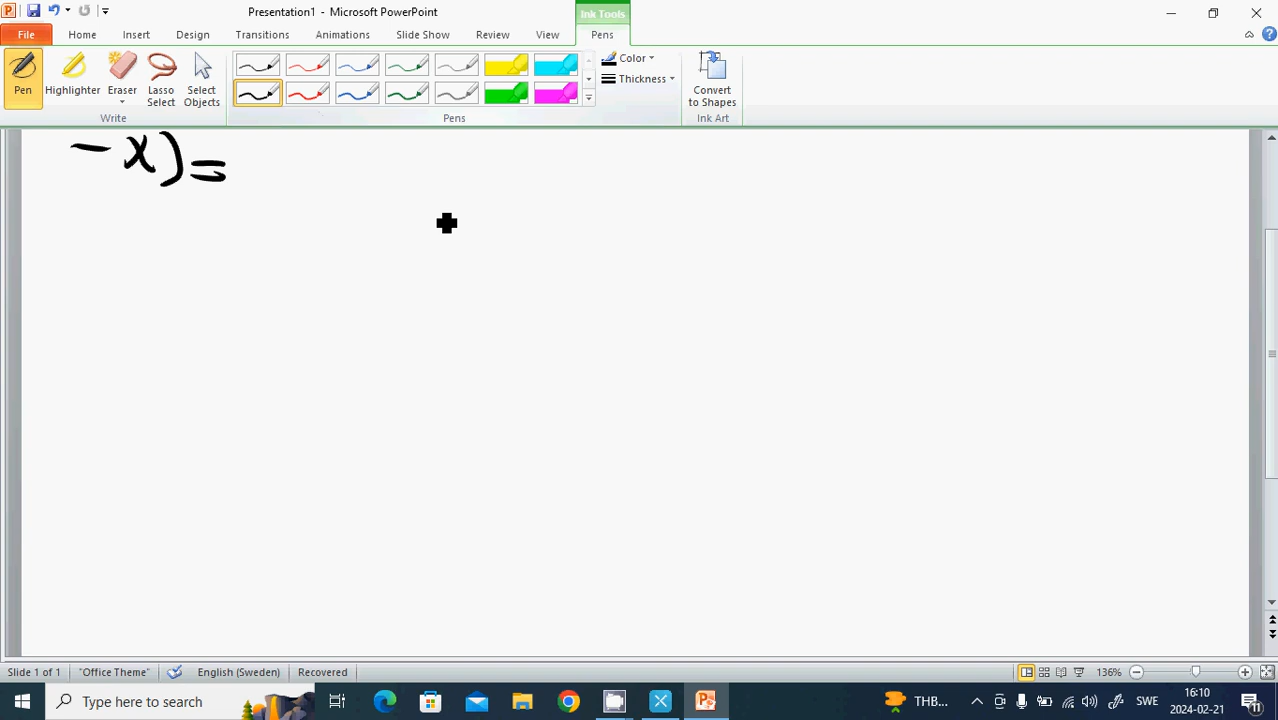 Presentation1 - Microsoft PowerPoint
Ink Tools
File Home Insert Design Transitions Animations Slide Show Review View Pens
Pen Highlighter Eraser Lasso Select Select Objects
Color
Thickness
Convert to Shapes
Write Pens Ink Art
- x) =
Slide 1 of 1 "Office Theme" English (Sweden) Recovered 136%
Type here to search THB... SWE 16:10
2024-02-21
11